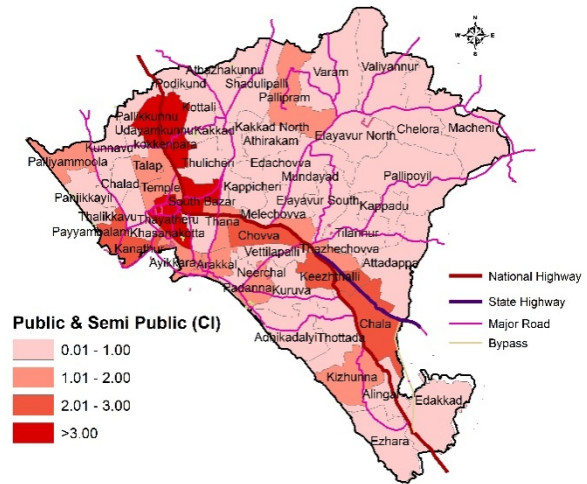 N
W E
S
Atbazhakunnu
Varam
Valiyannur
Podikund
Shadulipalli
Pallipram
Kottali
Pallikkunnu
Udayamkunnu
Kakkad
Kakkad North
Chelora
Macheni
Kunnavu
kokkenpara
Athirakam
Elayavur North
Palliyammoola
Talap
Thulicheri
Edachovva
Chalad
Mundayad
Pallipoyil
Panjikkayil
Temple
Kappicheri
South Bazar
Elayavur South
Kappadu
Thalikkavu
Thayatheru
Thana
Melechovva
Payyambalam
Khasanakotta
Chovva
Tilannur
Kanathur
Vettilapalli
Thazhechovva
Attadappa
Ayikkara
Arakkal
Neerchal
Keezhthalli
Padanna
Kuruva
Chala
Adhikadalyi
Thottada
Kizhunna
Alingal
Edakkad
Ezhara
National Highway
State Highway
Major Road
Bypass
Public & Semi Public (CI)
0.01 - 1.00
1.01 - 2.00
2.01 - 3.00
>3.00